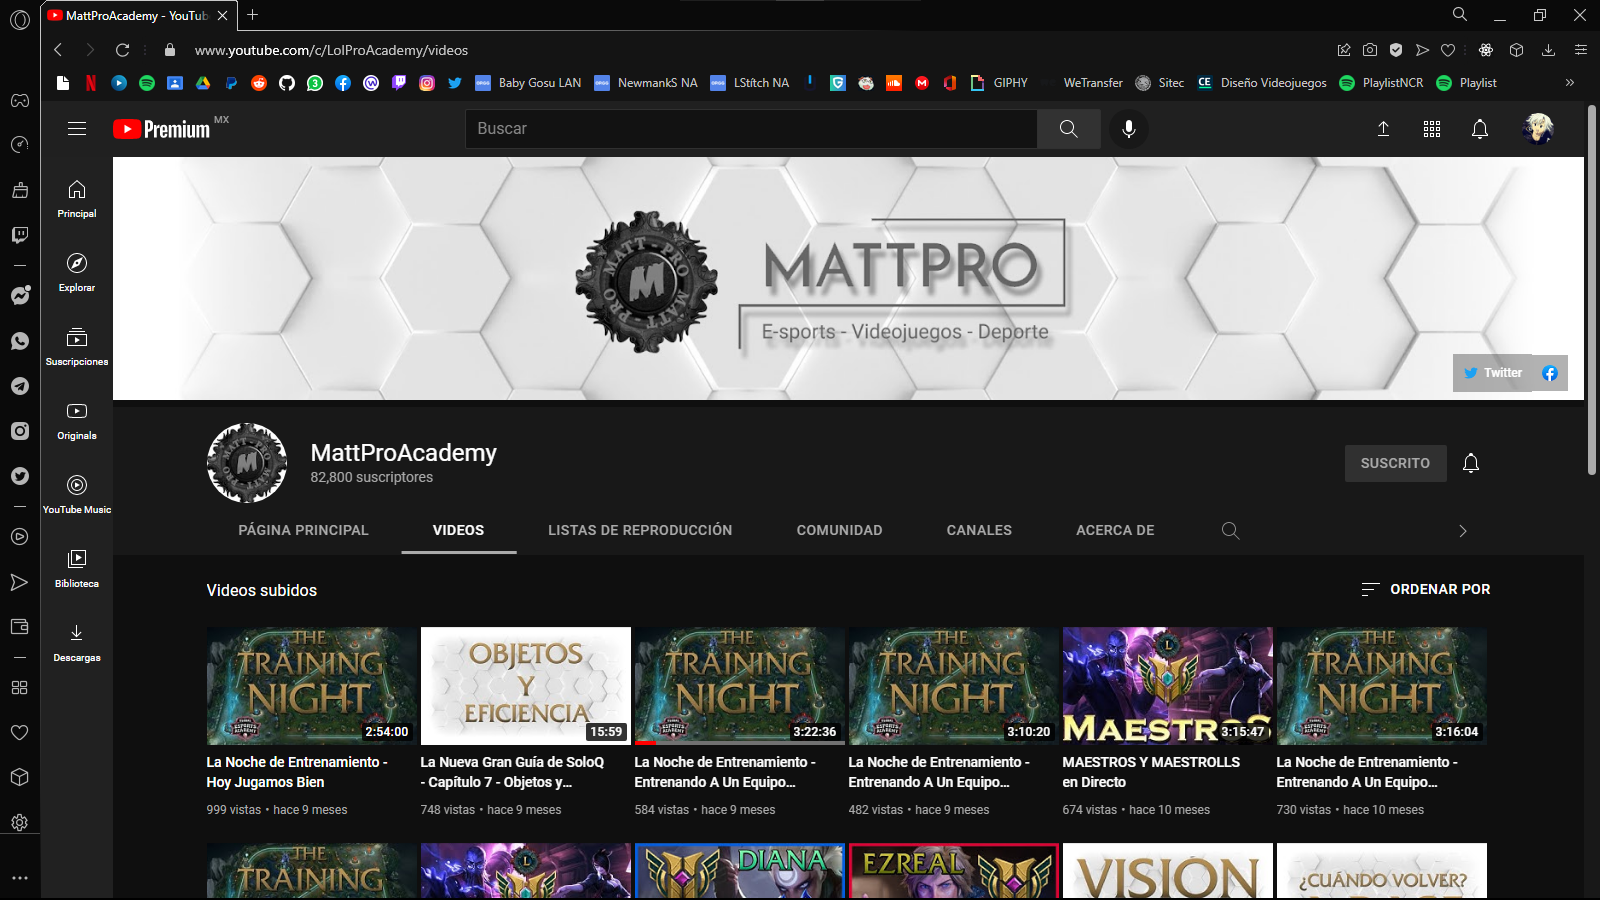 MattProAcademy - YouTub
www.youtube.com/c/LolProAcademy/videos
Baby Gosu LAN
NewmankS NA
LStítch NA
GIPHY
WeTransfer
Sitec
CE
Diseño Videojuegos
PlaylistNCR
Playlist
Premium MX
Buscar
Principal
Explorar
Suscripciones
Originals
YouTube Music
Biblioteca
Descargas
MATT - PRO
MATT - PRO
M
MATTPRO
E-sports - Videojuegos - Deporte
Twitter
MattProAcademy
82,800 suscriptores
SUSCRITO
PÁGINA PRINCIPAL
VIDEOS
LISTAS DE REPRODUCCIÓN
COMUNIDAD
CANALES
ACERCA DE
Videos subidos
ORDENAR POR
THE
TRAINING
NIGHT
2:54:00
La Noche de Entrenamiento -
Hoy Jugamos Bien
999 vistas • hace 9 meses
OBJETOS
Y
EFICIENCIA
15:59
La Nueva Gran Guía de SoloQ
- Capítulo 7 - Objetos y...
748 vistas • hace 9 meses
THE
TRAINING
NIGHT
3:22:36
La Noche de Entrenamiento -
Entrenando A Un Equipo...
584 vistas • hace 9 meses
THE
TRAINING
NIGHT
3:10:20
La Noche de Entrenamiento -
Entrenando A Un Equipo...
482 vistas • hace 9 meses
L
MAESTROS
3:15:47
MAESTROS Y MAESTROLLS
en Directo
674 vistas • hace 10 meses
THE
TRAINING
NIGHT
3:16:04
La Noche de Entrenamiento -
Entrenando A Un Equipo...
730 vistas • hace 10 meses
THE
TRAINING
L
DIANA
EZREAL
VISION
¿CUÁNDO VOLVER?